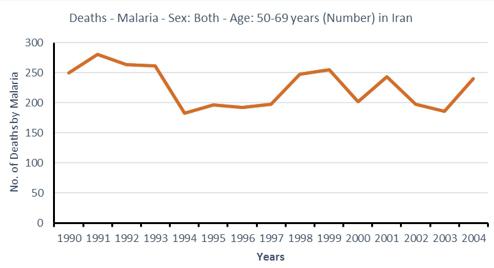 Deaths - Malaria - Sex: Both - Age: 50-69 years (Number) in Iran
300
250
200
150
100
50
0
No. of Deaths by Malaria
1990 1991 1992 1993 1994 1995 1996 1997 1998 1999 2000 2001 2002 2003 2004
Years